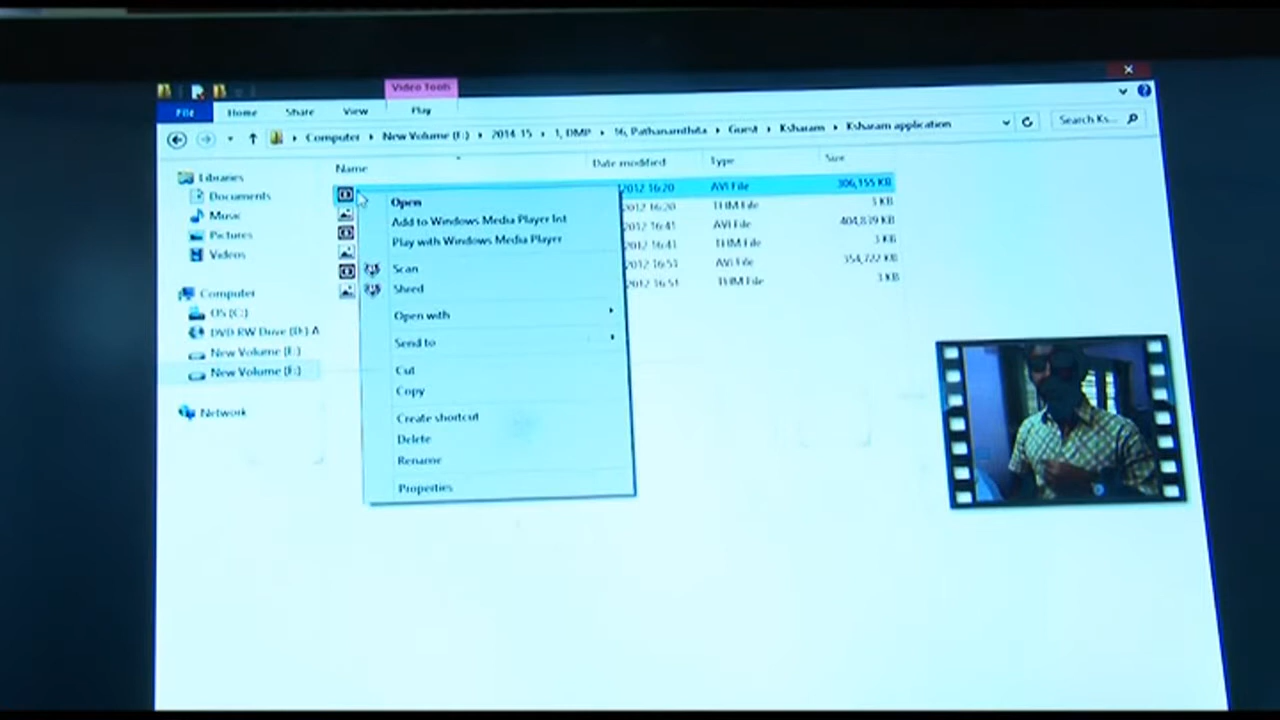 Video Tools
File Home Share View Play
Computer New Volume (F:) 2014-15 1, DMP 16, Pathanamthitta Guest Ksharam Ksharam application Search Ks...
Name Date modified Type Size
Libraries
Documents
Music
Pictures
Videos
Computer
OS (C:)
DVD RW Drive (D:) A
New Volume (E:)
New Volume (F:)
Network
Open
Add to Windows Media Player list
Play with Windows Media Player
Scan
Shred
Open with
Send to
Cut
Copy
Create shortcut
Delete
Rename
Properties
2012 16:20 AVI File 306,155 KB
2012 16:20 THM File 3 KB
2012 16:41 AVI File 404,839 KB
2012 16:41 THM File 3 KB
2012 16:51 AVI File 354,722 KB
2012 16:51 THM File 3 KB